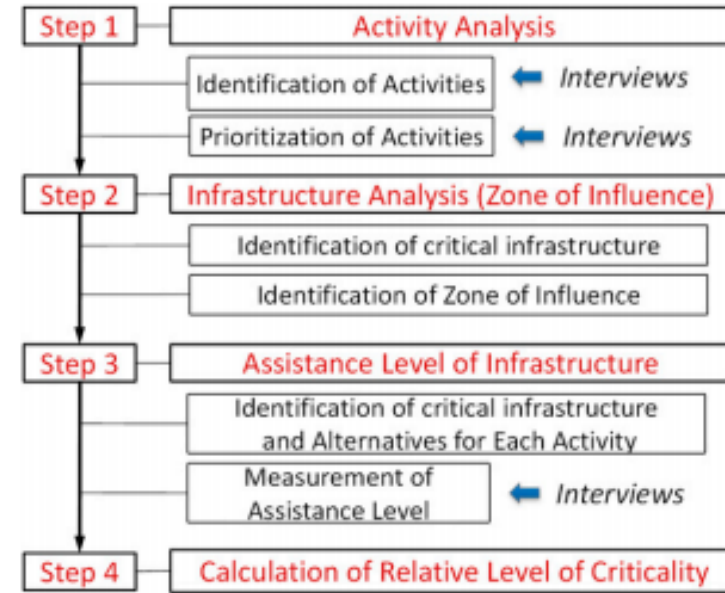 Step 1 Activity Analysis
Identification of Activities Interviews
Prioritization of Activities Interviews
Step 2 Infrastructure Analysis (Zone of Influence)
Identification of critical infrastructure
Identification of Zone of Influence
Step 3 Assistance Level of Infrastructure
Identification of critical infrastructure
and Alternatives for Each Activity
Measurement of
Assistance Level Interviews
Step 4 Calculation of Relative Level of Criticality